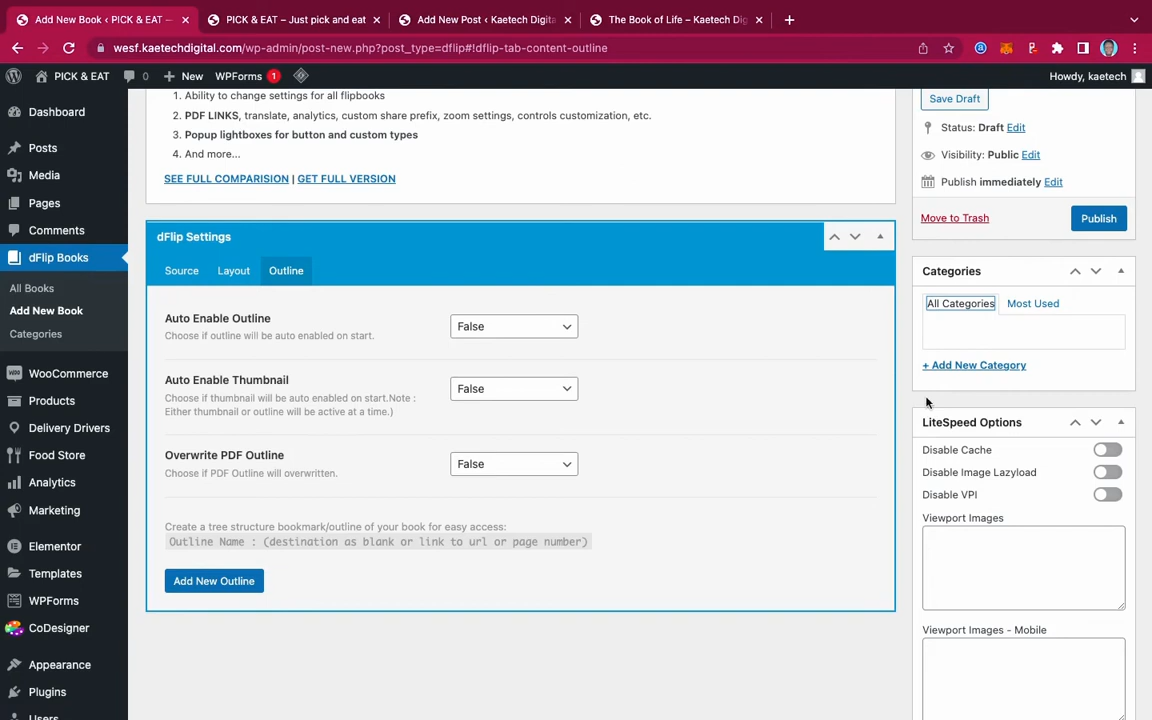 New Book ‹ PICK & EAT —
PICK & EAT – Just pick and eat
Add New Post ‹ Kaetech Digita
The Book of Life – Kaetech Dig
wesf.kaetechdigital.com/wp-admin/post-new.php?post_type=dflip#!dflip-tab-content-outline
PICK & EAT
0
New
WPForms 1
Howdy, kaetech
Dashboard
Posts
Media
Pages
Comments
dFlip Books
All Books
Add New Book
Categories
WooCommerce
Products
Delivery Drivers
Food Store
Analytics
Marketing
Elementor
Templates
WPForms
CoDesigner
Appearance
Plugins
Users
1. Ability to change settings for all flipbooks
2. PDF LINKS, translate, analytics, custom share prefix, zoom settings, controls customization, etc.
3. Popup lightboxes for button and custom types
4. And more...
SEE FULL COMPARISION | GET FULL VERSION
dFlip Settings
Source Layout Outline
Auto Enable Outline
False
Choose if outline will be auto enabled on start.
Auto Enable Thumbnail
False
Choose if thumbnail will be auto enabled on start.Note :
Either thumbnail or outline will be active at a time.)
Overwrite PDF Outline
False
Choose if PDF Outline will overwritten.
Create a tree structure bookmark/outline of your book for easy access:
Outline Name : (destination as blank or link to url or page number)
Add New Outline
Save Draft
Status: Draft Edit
Visibility: Public Edit
Publish immediately Edit
Move to Trash
Publish
Categories
All Categories Most Used
+ Add New Category
LiteSpeed Options
Disable Cache
Disable Image Lazyload
Disable VPI
Viewport Images
Viewport Images - Mobile